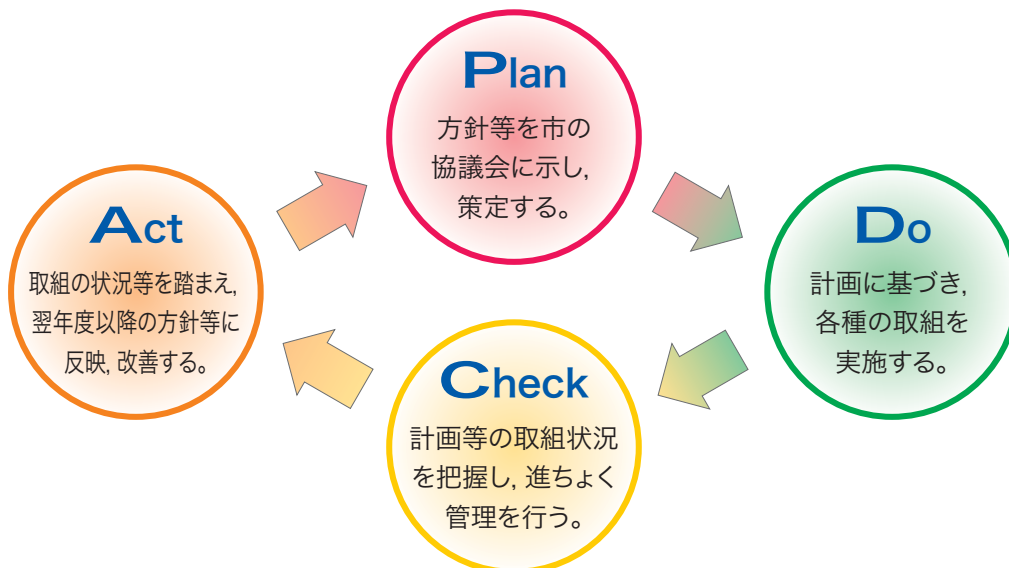 Plan
方針等を市の
協議会に示し,
策定する。
Do
計画に基づき,
各種の取組を
実施する。
Check
計画等の取組状況
を把握し, 進ちょく
管理を行う。
Act
取組の状況等を踏まえ,
翌年度以降の方針等に
反映, 改善する。